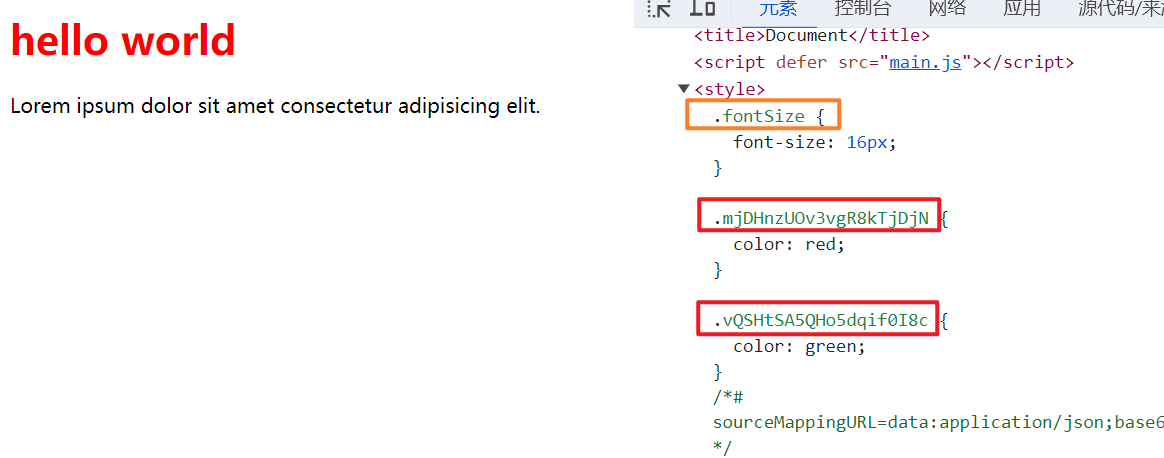 hello world
Lorem ipsum dolor sit amet consectetur adipisicing elit.
元素 控制台 网络 应用 源代码/来
<title>Document</title>
<script defer src="main.js"></script>
<style>
.fontSize {
font-size: 16px;
}
.mjDHnzUOv3vgR8kTjDjN {
color: red;
}
.vQSHtSA5QHo5dqif0I8c {
color: green;
}
/*#
sourceMappingURL=data:application/json;base6
*/